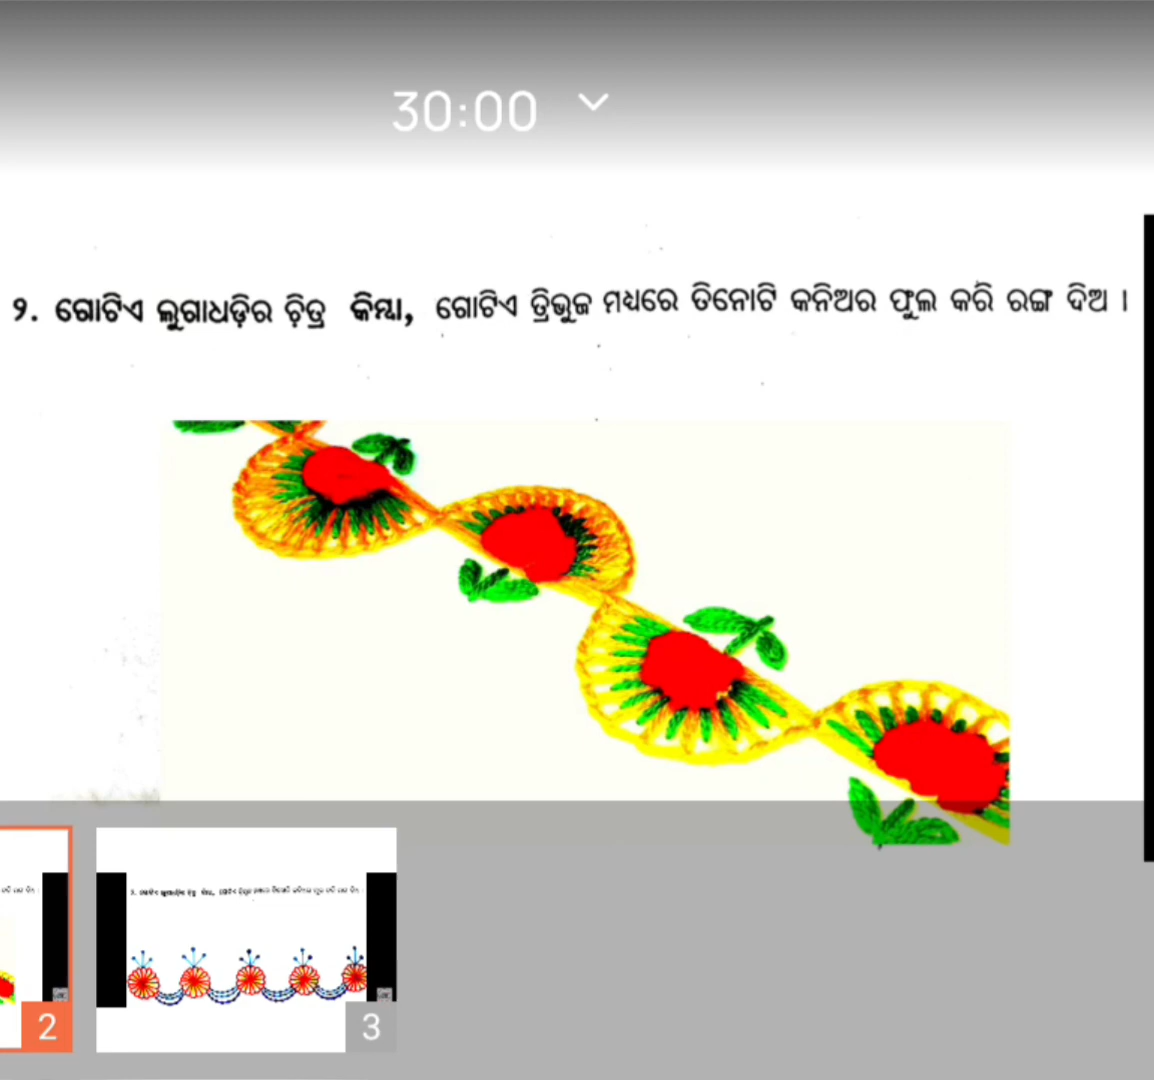 30:00
୨. ଗୋଟିଏ ଲୁଗାଧଡ଼ିର ଚିତ୍ର କିମ୍ବା, ଗୋଟିଏ ତ୍ରିଭୁଜ ମଧ୍ୟରେ ତିନୋଟି କନିଅର ଫୁଲ କରି ରଙ୍ଗ ଦିଅ ।
2
3